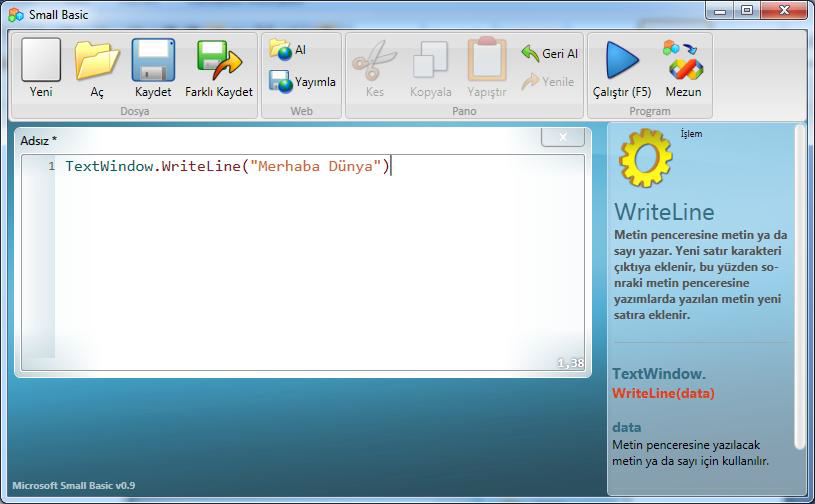 Small Basic
Yeni
Aç
Kaydet
Farklı Kaydet
Dosya
Al
Yayımla
Web
Kes
Kopyala
Yapıştır
Geri Al
Yenile
Pano
Çalıştır (F5)
Mezun
Program
Adsız *
1 TextWindow.WriteLine("Merhaba Dünya")
1,38
İşlem
WriteLine
Metin penceresine metin ya da
sayı yazar. Yeni satır karakteri
çıktıya eklenir, bu yüzden so-
nraki metin penceresine
yazımlarda yazılan metin yeni
satıra eklenir.
TextWindow.
WriteLine(data)
data
Metin penceresine yazılacak
metin ya da sayı için kullanılır.
Microsoft Small Basic v0.9